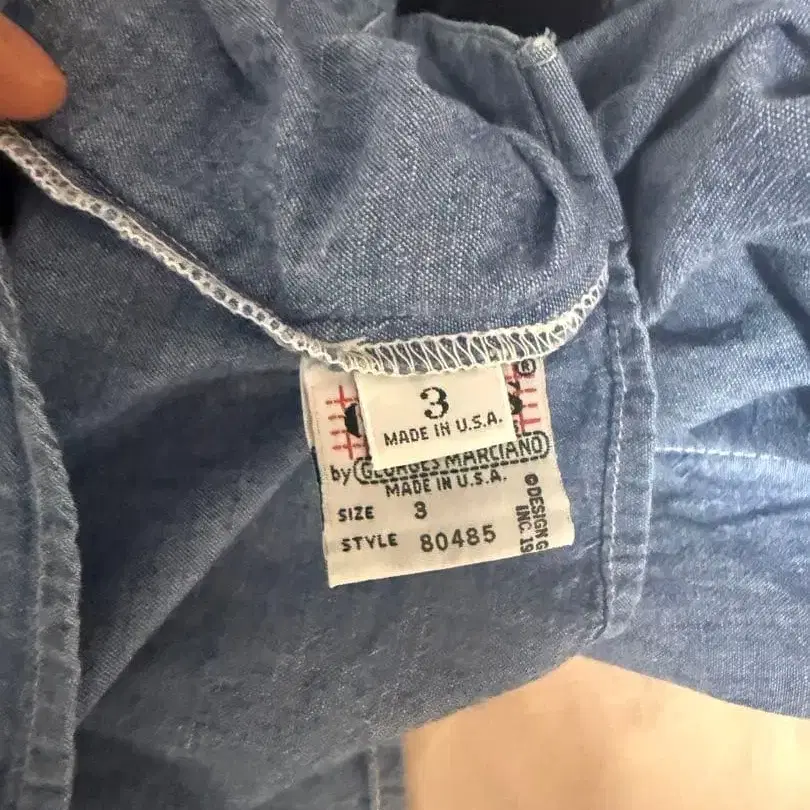 3
MADE IN U.S.A.
®
by GEORGES MARCIANO
MADE IN U.S.A.
SIZE 3
STYLE 80485
©DESIGN G
INC. 19